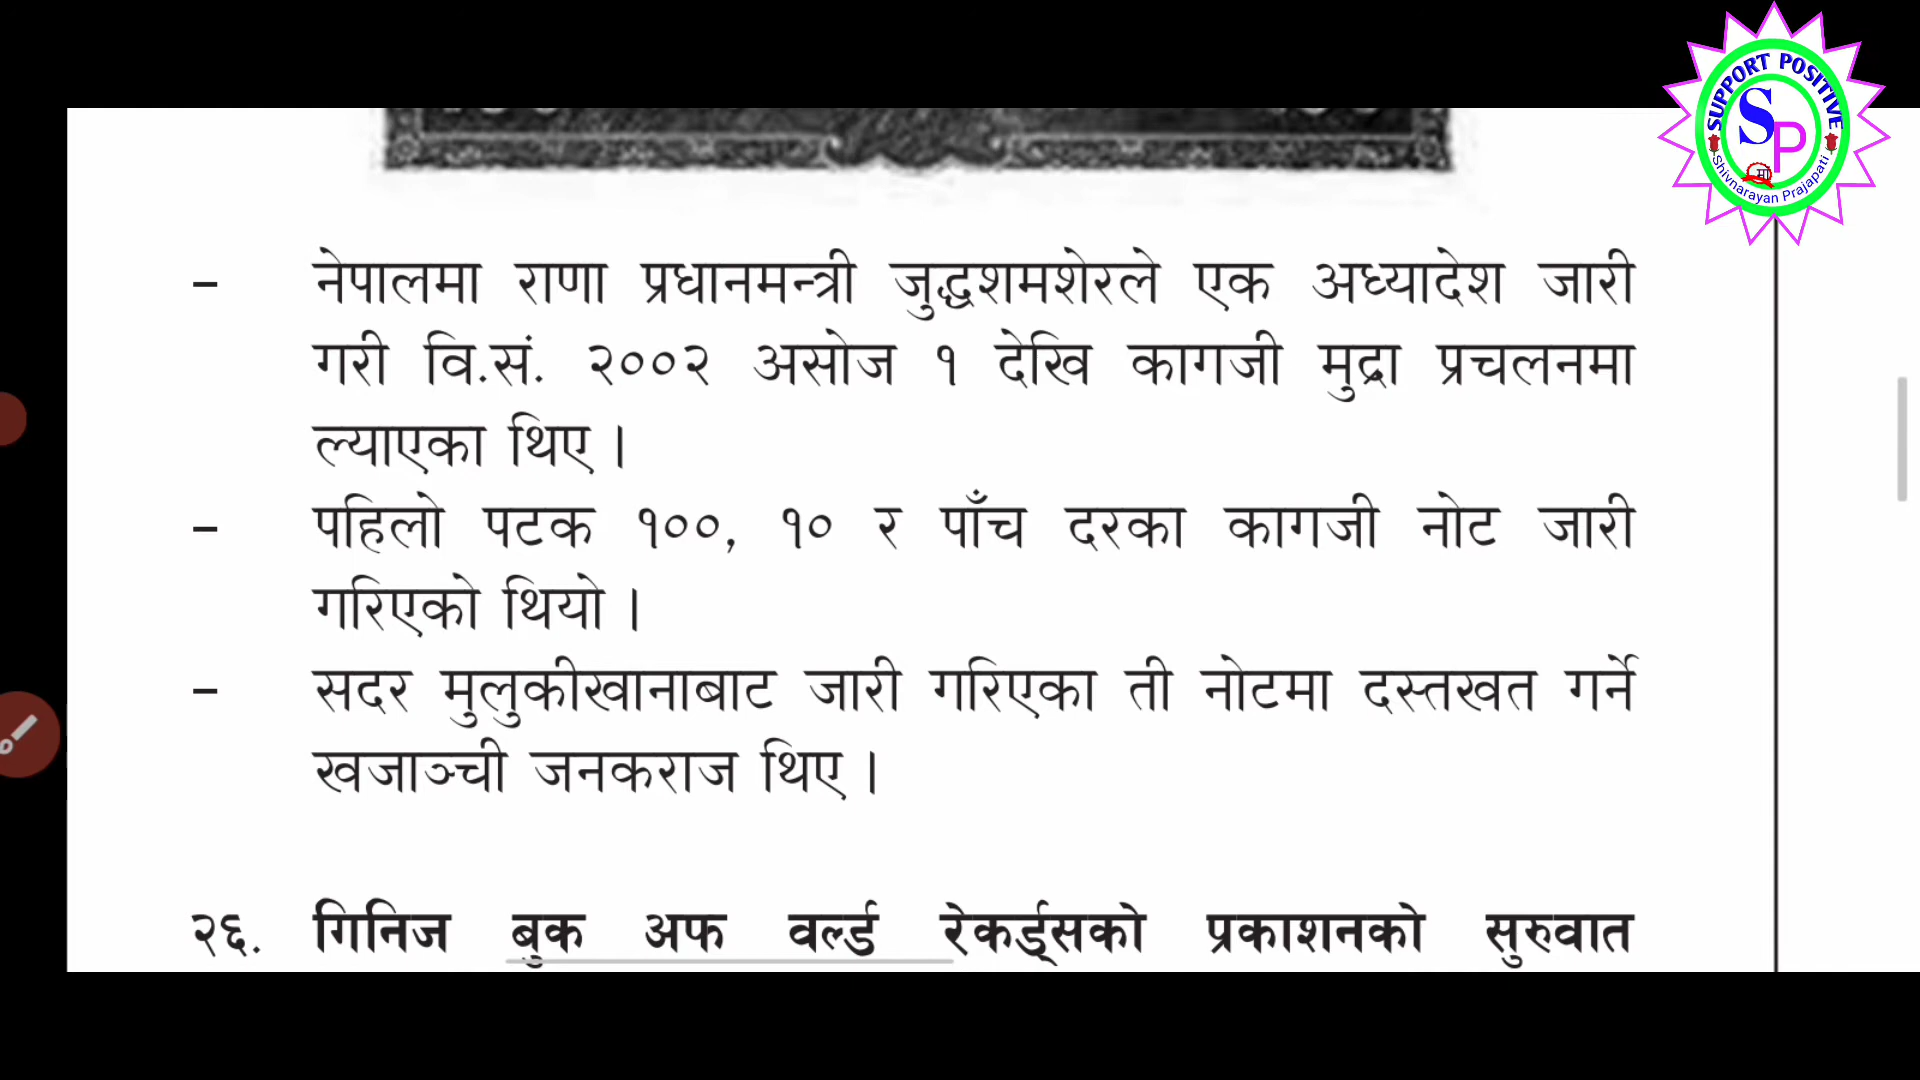 SUPPORT POSITIVE
SP
माँ
Shivnarayan Prajapati
– नेपालमा राणा प्रधानमन्त्री जुद्धशमशेरले एक अध्यादेश जारी
गरी वि.सं. २००२ असोज १ देखि कागजी मुद्रा प्रचलनमा
ल्याएका थिए ।
– पहिलो पटक १००, १० र पाँच दरका कागजी नोट जारी
गरिएको थियो ।
– सदर मुलुकीखानाबाट जारी गरिएका ती नोटमा दस्तखत गर्ने
खजाञ्ची जनकराज थिए ।
२६. गिनिज बुक अफ वर्ल्ड रेकर्ड्सको प्रकाशनको सुरुवात